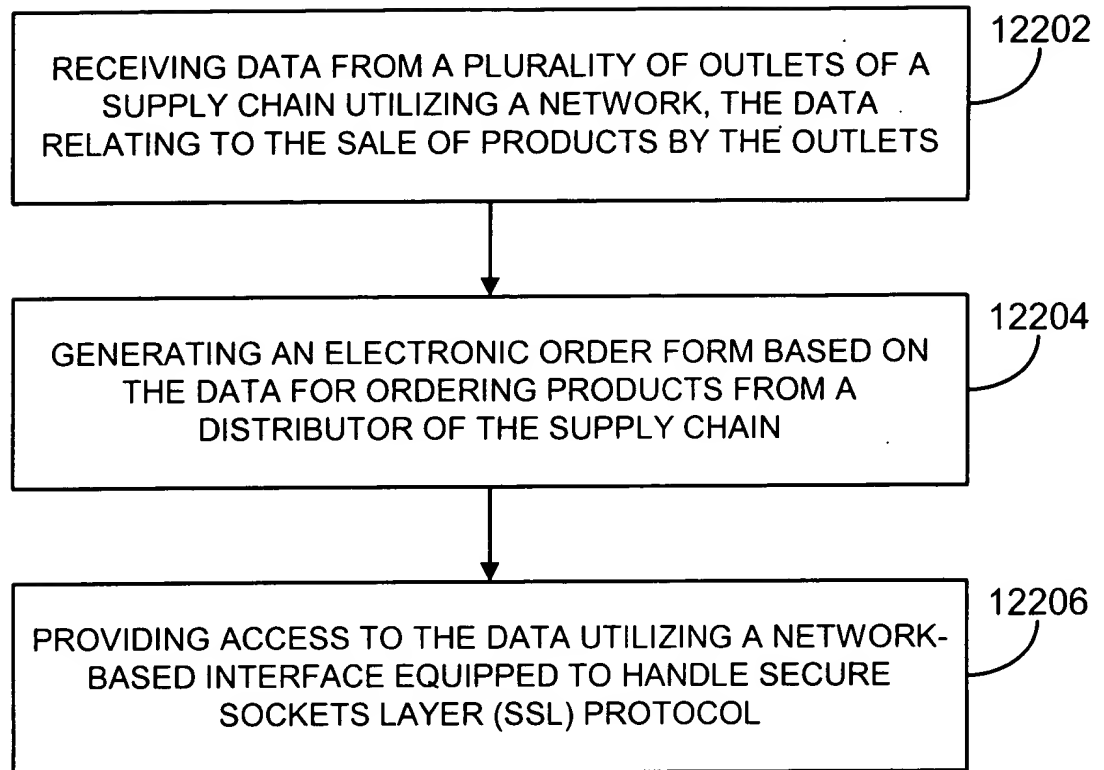 12202
RECEIVING DATA FROM A PLURALITY OF OUTLETS OF A
SUPPLY CHAIN UTILIZING A NETWORK, THE DATA
RELATING TO THE SALE OF PRODUCTS BY THE OUTLETS
12204
GENERATING AN ELECTRONIC ORDER FORM BASED ON
THE DATA FOR ORDERING PRODUCTS FROM A
DISTRIBUTOR OF THE SUPPLY CHAIN
12206
PROVIDING ACCESS TO THE DATA UTILIZING A NETWORK-
BASED INTERFACE EQUIPPED TO HANDLE SECURE
SOCKETS LAYER (SSL) PROTOCOL